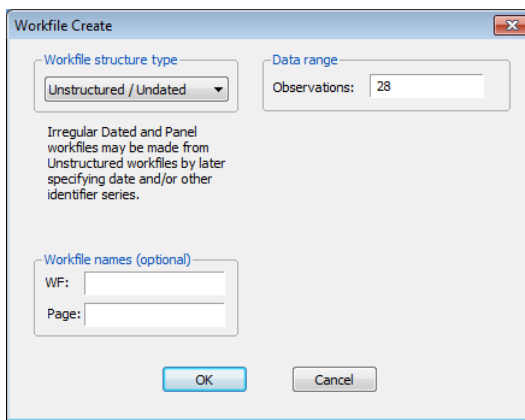 Workfile Create
Workfile structure type
Unstructured / Undated
Irregular Dated and Panel
workfiles may be made from
Unstructured workfiles by later
specifying date and/or other
identifier series.
Data range
Observations: 28
Workfile names (optional)
WF:
Page:
OK Cancel